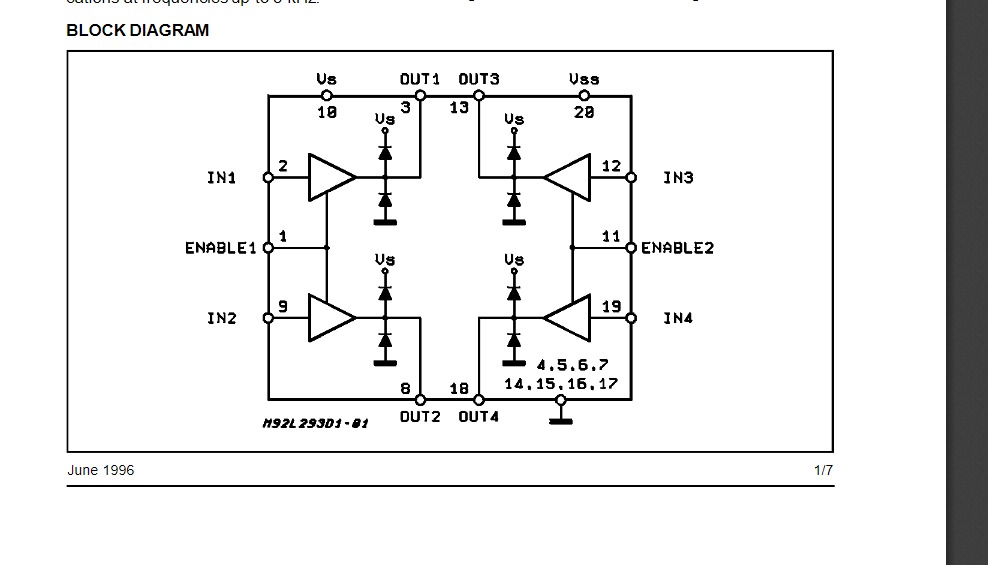 BLOCK DIAGRAM
Vs OUT1 OUT3 Vss
10 3 13 20
Vs Vs
IN1 2 12 IN3
ENABLE1 1 11 ENABLE2
Vs Vs
IN2 9 19 IN4
4.5.6.7
8 18 14.15.16.17
M92L293D1-01 OUT2 OUT4
June 1996 1/7